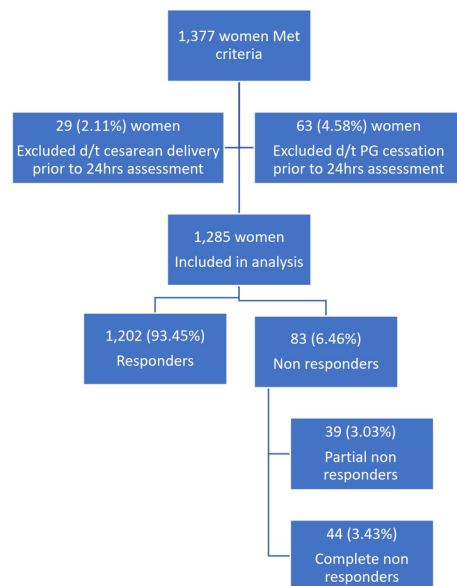 1,377 women Met
criteria
29 (2.11%) women
Excluded d/t cesarean delivery
prior to 24hrs assessment
63 (4.58%) women
Excluded d/t PG cessation
prior to 24hrs assessment
1,285 women
Included in analysis
1,202 (93.45%)
Responders
83 (6.46%)
Non responders
39 (3.03%)
Partial non
responders
44 (3.43%)
Complete non
responders